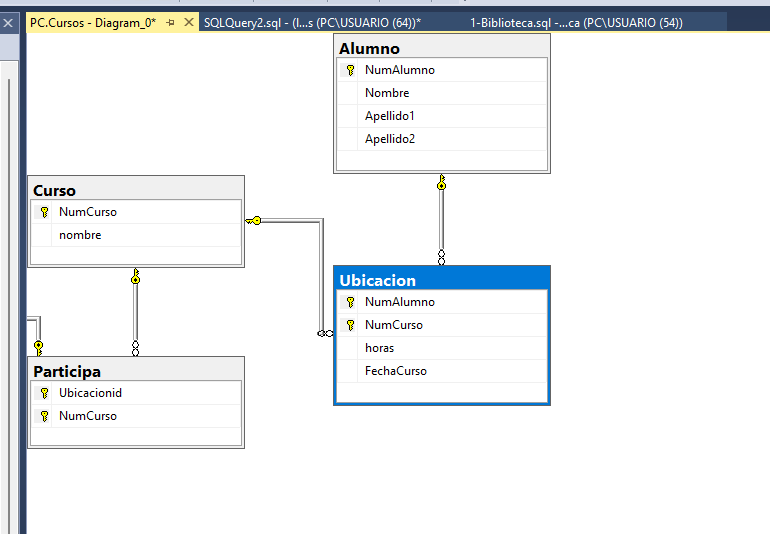 PC.Cursos - Diagram_0*
SQLQuery2.sql - (l...s (PC\USUARIO (64))*
1-Biblioteca.sql -...ca (PC\USUARIO (54))
Alumno
NumAlumno
Nombre
Apellido1
Apellido2
Curso
NumCurso
nombre
Ubicacion
NumAlumno
NumCurso
horas
FechaCurso
Participa
Ubicacionid
NumCurso